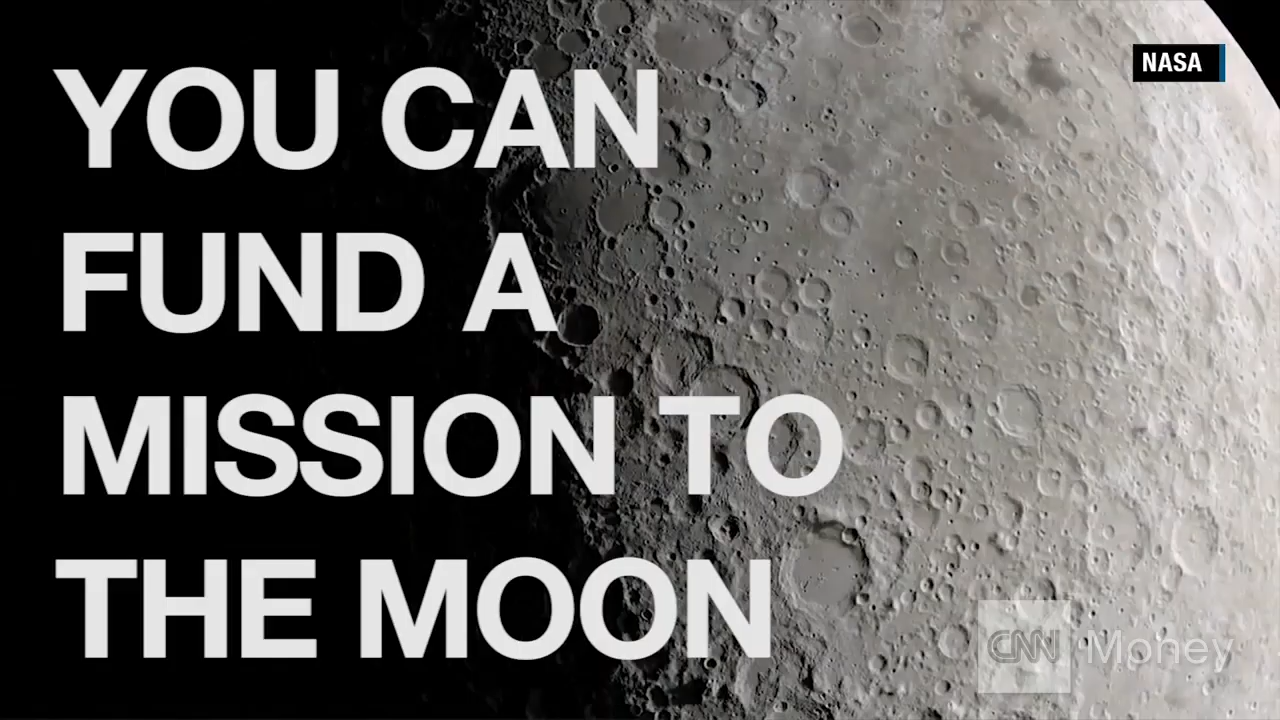 NASA
YOU CAN
FUND A
MISSION TO
THE MOON
CNN Money